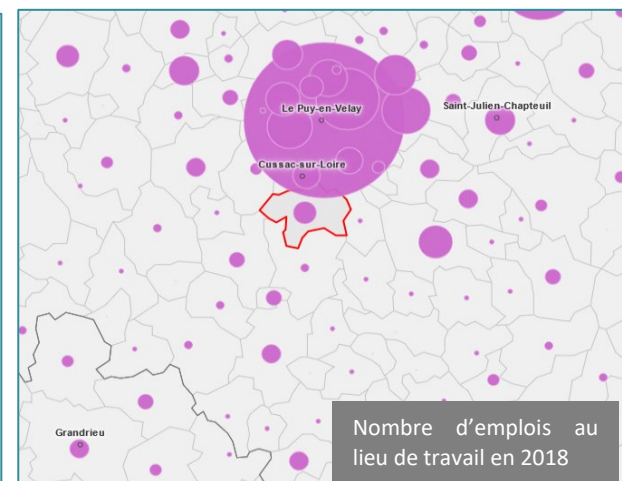 Le Puy-en-Velay
Saint-Julien-Chapteuil
Cussac-sur-Loire
Grandrieu
Nombre d'emplois au
lieu de travail en 2018